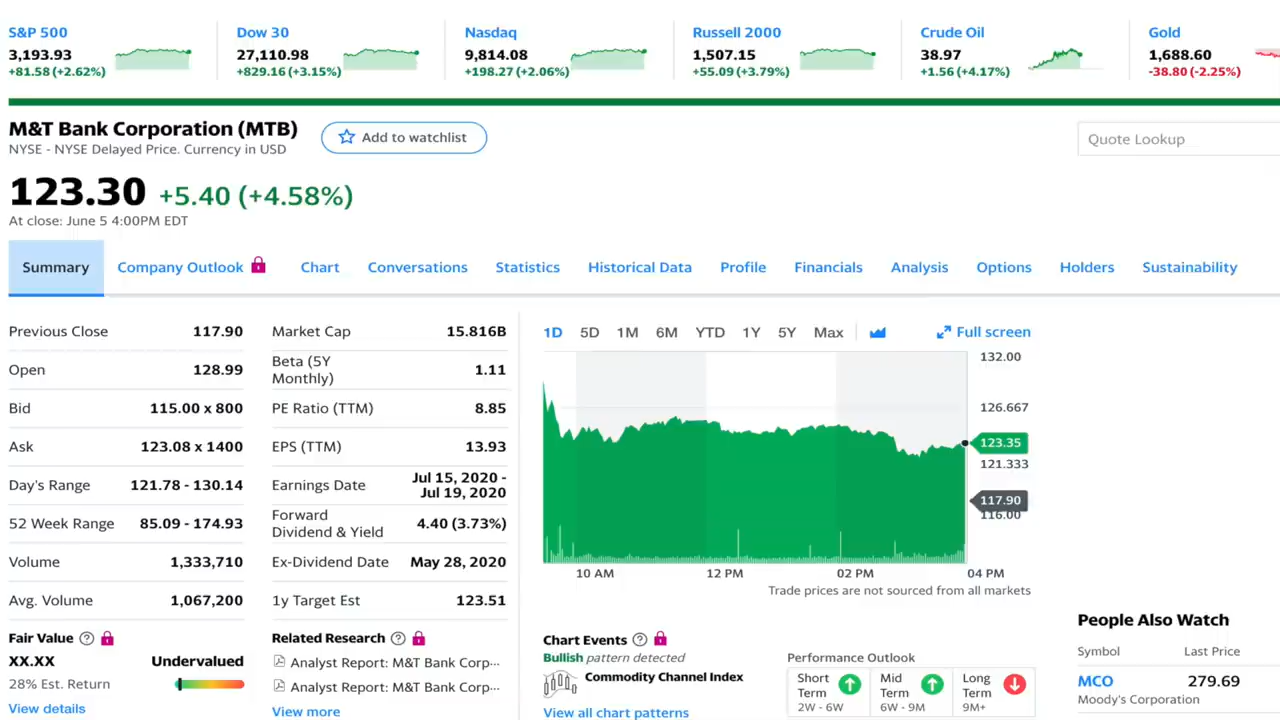 S&P 500
3,193.93
+81.58 (+2.62%)
Dow 30
27,110.98
+829.16 (+3.15%)
Nasdaq
9,814.08
+198.27 (+2.06%)
Russell 2000
1,507.15
+55.09 (+3.79%)
Crude Oil
38.97
+1.56 (+4.17%)
Gold
1,688.60
-38.80 (-2.25%)
M&T Bank Corporation (MTB)
NYSE - NYSE Delayed Price. Currency in USD
Add to watchlist
Quote Lookup
123.30 +5.40 (+4.58%)
At close: June 5 4:00PM EDT
Summary Company Outlook Chart Conversations Statistics Historical Data Profile Financials Analysis Options Holders Sustainability
Previous Close 117.90
Open 128.99
Bid 115.00 x 800
Ask 123.08 x 1400
Day's Range 121.78 - 130.14
52 Week Range 85.09 - 174.93
Volume 1,333,710
Avg. Volume 1,067,200
Market Cap 15.816B
Beta (5Y
Monthly) 1.11
PE Ratio (TTM) 8.85
EPS (TTM) 13.93
Earnings Date Jul 15, 2020 -
Jul 19, 2020
Forward
Dividend & Yield 4.40 (3.73%)
Ex-Dividend Date May 28, 2020
1y Target Est 123.51
1D 5D 1M 6M YTD 1Y 5Y Max Full screen
132.00
126.667
123.35
121.333
117.90
116.00
10 AM 12 PM 02 PM 04 PM
Trade prices are not sourced from all markets
Fair Value
XX.XX Undervalued
28% Est. Return
View details
Related Research
Analyst Report: M&T Bank Corp...
Analyst Report: M&T Bank Corp...
View more
Chart Events
Bullish pattern detected
Commodity Channel Index
View all chart patterns
Performance Outlook
Short
Term
2W - 6W
Mid
Term
6W - 9M
Long
Term
9M+
People Also Watch
Symbol Last Price
MCO 279.69
Moody's Corporation